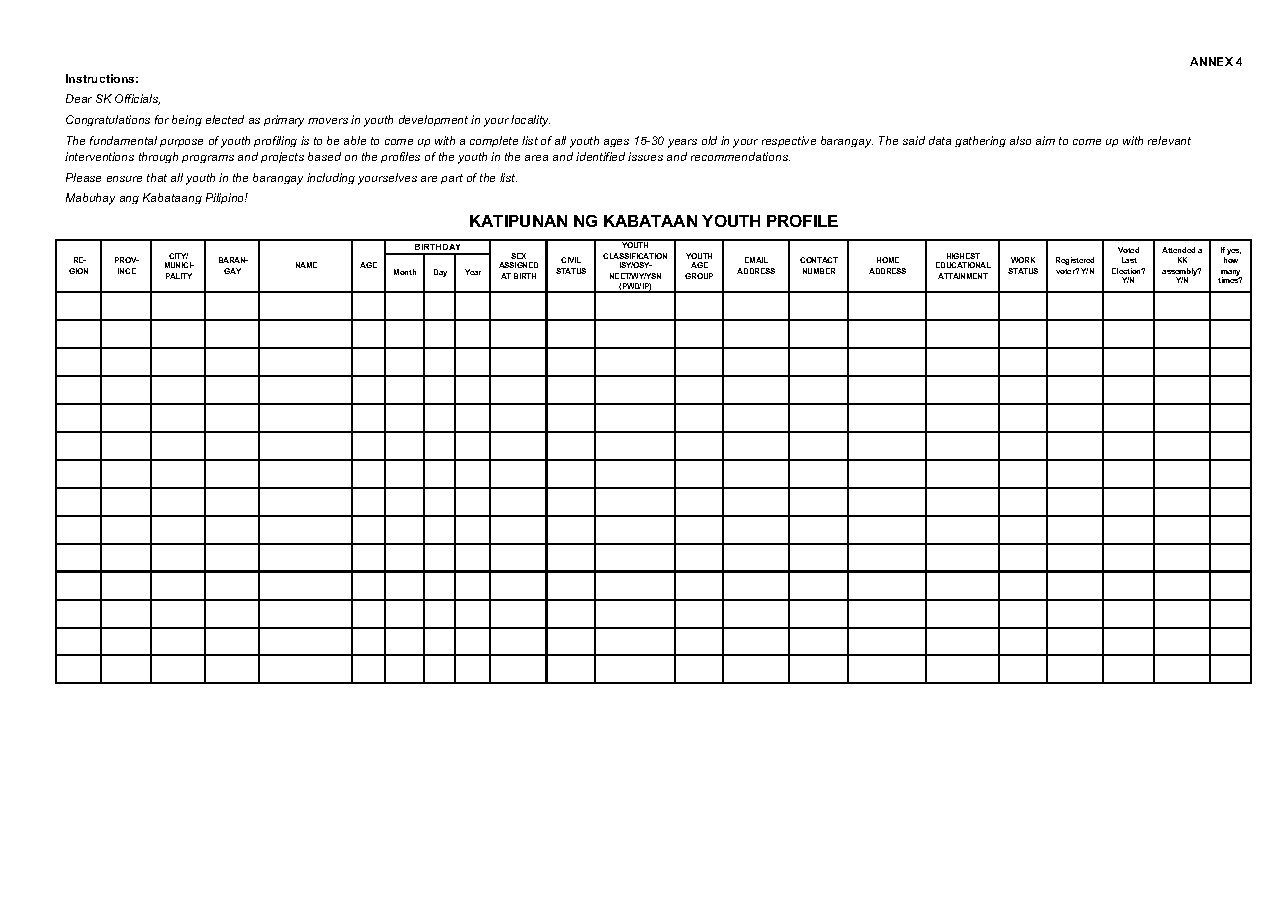 ANNEX 4
Instructions:
Dear SK Officials,
Congratulations for being elected as primary movers in youth development in your locality.
The fundamental purpose of youth profiling is to be able to come up with a complete list of all youth ages 15-30 years old in your respective barangay. The said data gathering also aim to come up with relevant
interventions through programs and projects based on the profiles of the youth in the area and identified issues and recommendations.
Please ensure that all youth in the barangay including yourselves are part of the list.
Mabuhay ang Kabataang Pilipino!
KATIPUNAN NG KABATAAN YOUTH PROFILE
RE-
GION
PROV-
INCE
CITY/
MUNICI-
PALITY
BARAN-
GAY
NAME
AGE
BIRTHDAY
Month
Day
Year
SEX
ASSIGNED
AT BIRTH
CIVIL
STATUS
YOUTH
CLASSIFICATION
ISY/OSY-
NEET/WY/YSN
(PWD/IP)
YOUTH
AGE
GROUP
EMAIL
ADDRESS
CONTACT
NUMBER
HOME
ADDRESS
HIGHEST
EDUCATIONAL
ATTAINMENT
WORK
STATUS
Registered
voter? Y/N
Voted
Last
Election?
Y/N
Attended a
KK
assembly?
Y/N
If yes,
how
many
times?